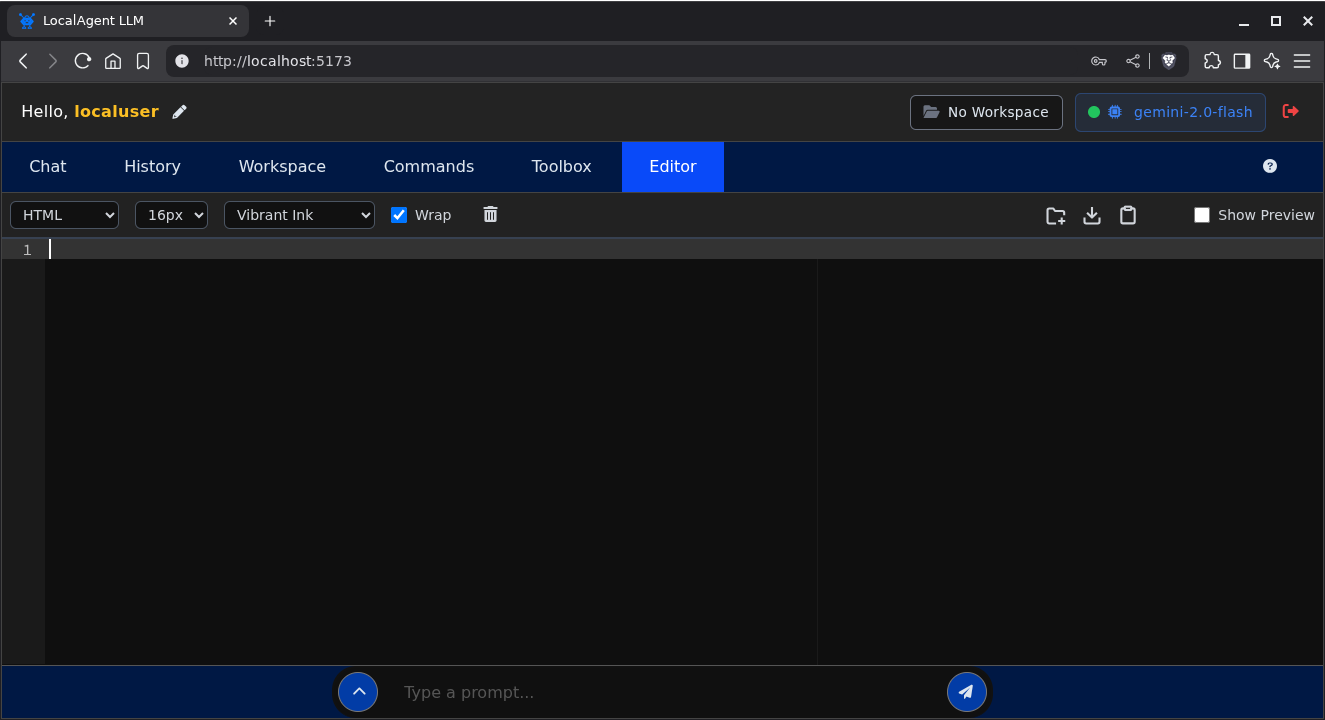 LocalAgent LLM
http://localhost:5173
Hello, localuser
No Workspace
gemini-2.0-flash
Chat History Workspace Commands Toolbox Editor
HTML 16px Vibrant Ink Wrap Show Preview
1
Type a prompt...